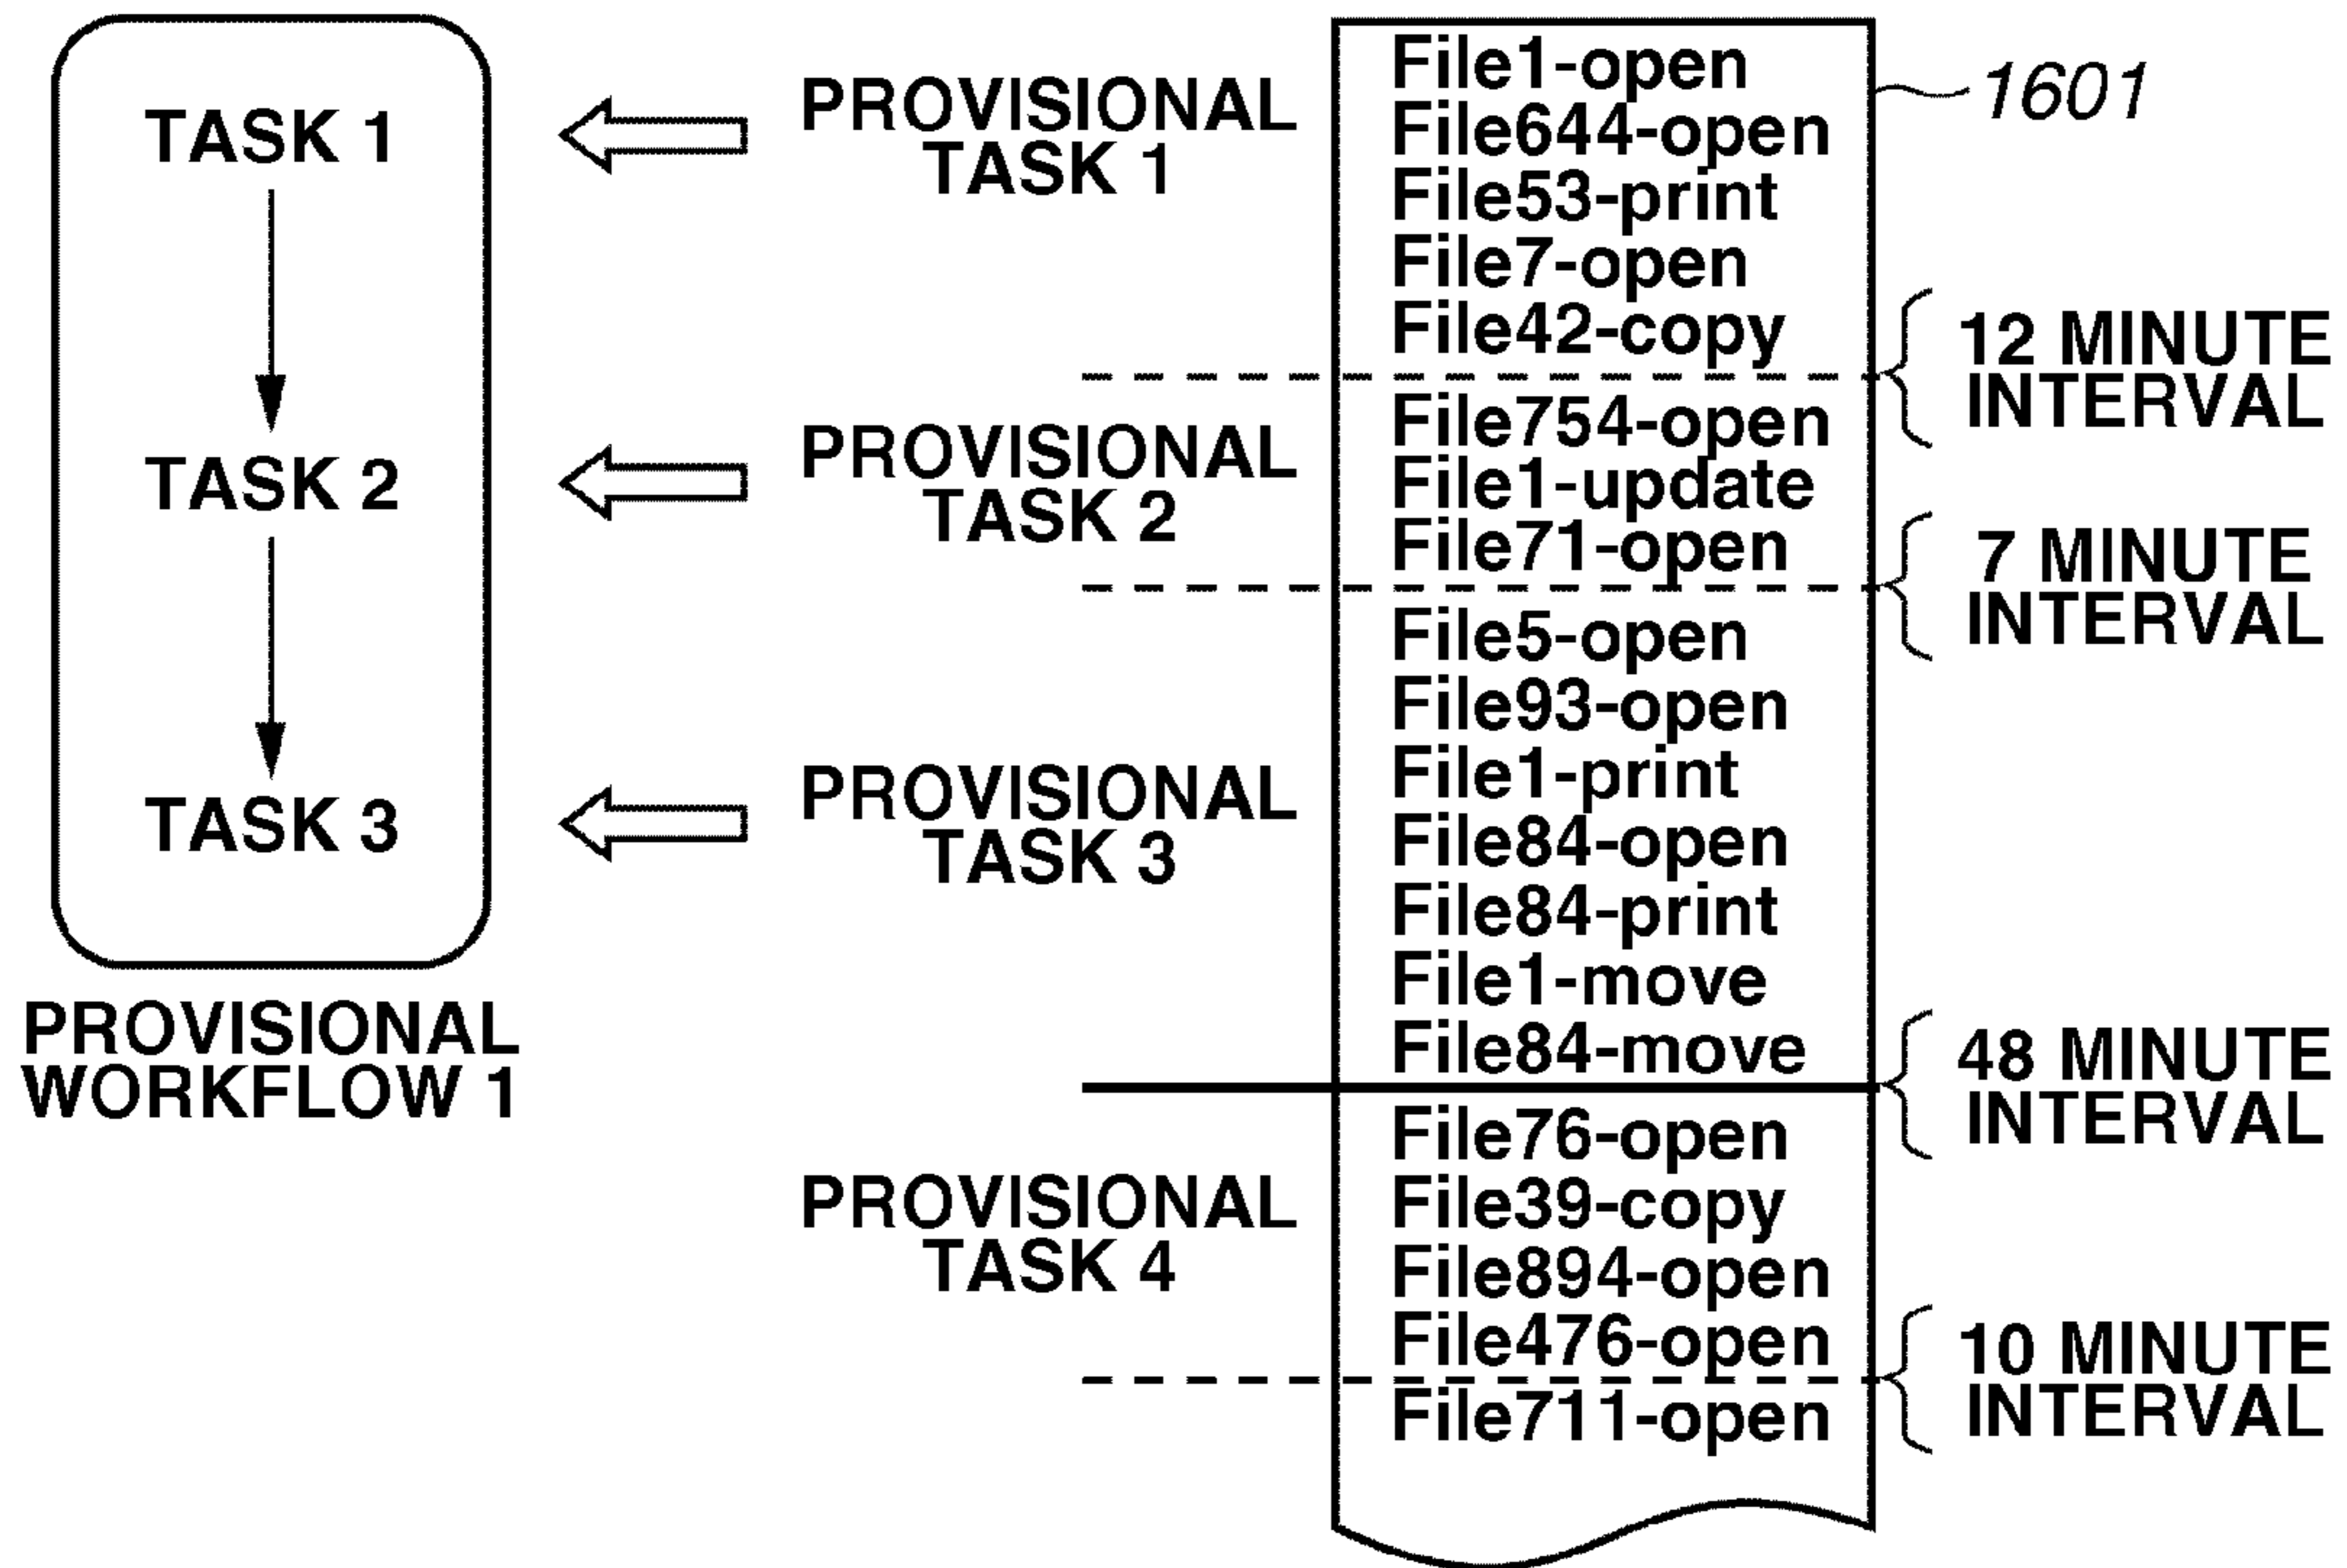 TASK 1
TASK 2
TASK 3
PROVISIONAL
WORKFLOW 1
PROVISIONAL
TASK 1
PROVISIONAL
TASK 2
PROVISIONAL
TASK 3
PROVISIONAL
TASK 4
File1-open
File644-open
File53-print
File7-open
File42-copy
File754-open
File1-update
File71-open
File5-open
File93-open
File1-print
File84-open
File84-print
File1-move
File84-move
File76-open
File39-copy
File894-open
File476-open
File711-open
1601
12 MINUTE
INTERVAL
7 MINUTE
INTERVAL
48 MINUTE
INTERVAL
10 MINUTE
INTERVAL